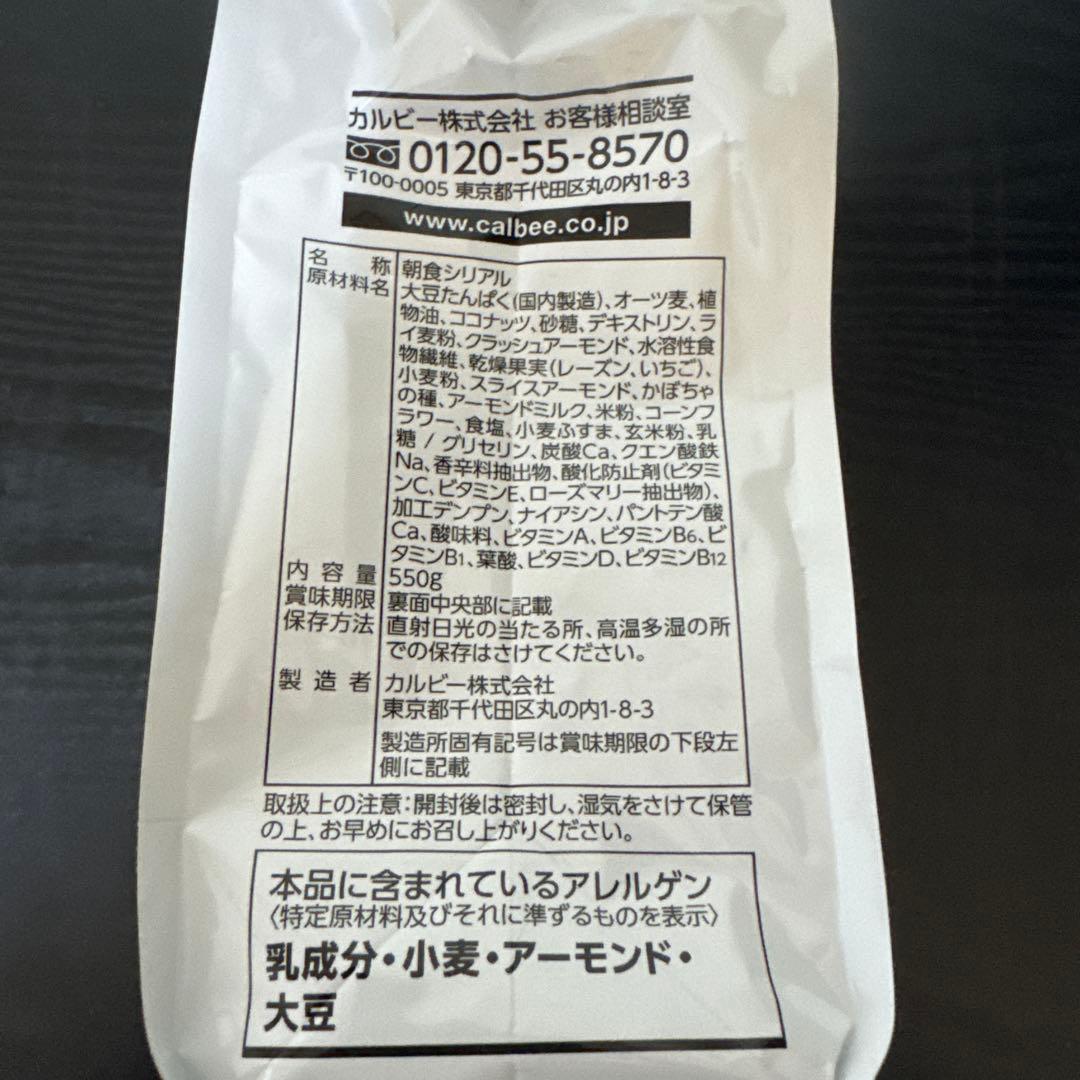 カルビー株式会社 お客様相談室
0120-55-8570
〒100-0005 東京都千代田区丸の内1-8-3
www.calbee.co.jp
名称 朝食シリアル
原材料名 大豆たんぱく(国内製造)、オーツ麦、植
物油、ココナッツ、砂糖、デキストリン、ラ
イ麦粉、クラッシュアーモンド、水溶性食
物繊維、乾燥果実(レーズン、いちご)、
小麦粉、スライスアーモンド、かぼちゃ
の種、アーモンドミルク、米粉、コーンフ
ラワー、食塩、小麦ふすま、玄米粉、乳
糖 / グリセリン、炭酸Ca、クエン酸鉄
Na、香辛料抽出物、酸化防止剤(ビタミ
ンC、ビタミンE、ローズマリー抽出物)、
加工デンプン、ナイアシン、パントテン酸
Ca、酸味料、ビタミンA、ビタミンB6、ビ
タミンB1、葉酸、ビタミンD、ビタミンB12
内容量 550g
賞味期限 裏面中央部に記載
保存方法 直射日光の当たる所、高温多湿の所
での保存はさけてください。
製造者 カルビー株式会社
東京都千代田区丸の内1-8-3
製造所固有記号は賞味期限の下段左
側に記載
取扱上の注意：開封後は密封し、湿気をさけて保管
の上、お早めにお召し上がりください。
本品に含まれているアレルゲン
〈特定原材料及びそれに準ずるものを表示〉
乳成分・小麦・アーモンド・
大豆